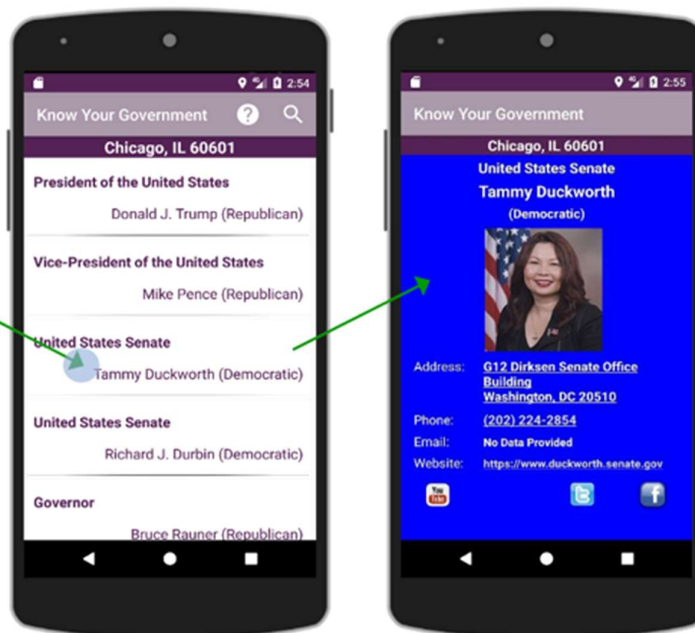 2:54
Know Your Government ?
Chicago, IL 60601
President of the United States
Donald J. Trump (Republican)
Vice-President of the United States
Mike Pence (Republican)
United States Senate
Tammy Duckworth (Democratic)
United States Senate
Richard J. Durbin (Democratic)
Governor
Bruce Rauner (Republican)
2:55
Know Your Government
Chicago, IL 60601
United States Senate
Tammy Duckworth
(Democratic)
Address: G12 Dirksen Senate Office
Building
Washington, DC 20510
Phone: (202) 224-2854
Email: No Data Provided
Website: https://www.duckworth.senate.gov
You Tube
f